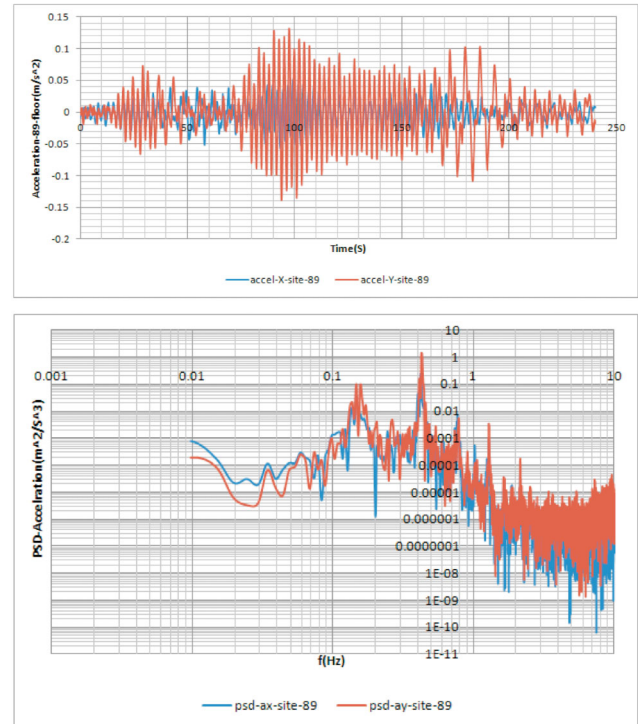 0.15
0.1
0.05
0
-0.05
-0.1
-0.15
-0.2
0 50 100 150 200 250
Acceleration-89-floor(m/s^2)
Time(S)
accel-X-site-89 accel-Y-site-89
10
1
0.1
0.01
0.001
0.0001
0.00001
0.000001
0.0000001
1E-08
1E-09
1E-10
1E-11
0.001 0.01 0.1 1 10
PSD-Accelration(m^2/S^3)
f(Hz)
psd-ax-site-89 psd-ay-site-89